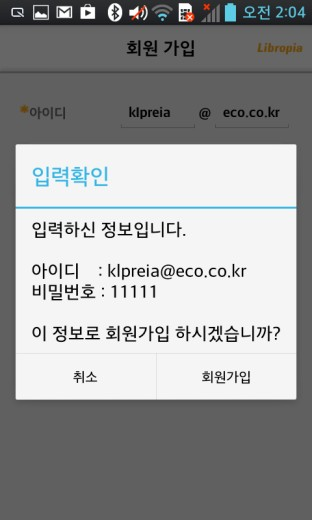 오전 2:04
회원 가입
Libropia
*아이디 klpreia @ eco.co.kr
입력확인
입력하신 정보입니다.
아이디 : klpreia@eco.co.kr
비밀번호 : 11111
이 정보로 회원가입 하시겠습니까?
취소 회원가입